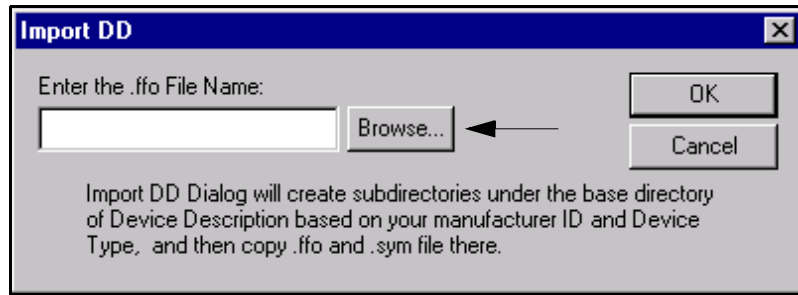 Import DD
Enter the .ffo File Name:
OK
Browse...
Cancel
Import DD Dialog will create subdirectories under the base directory
of Device Description based on your manufacturer ID and Device
Type,  and then copy .ffo and .sym file there.